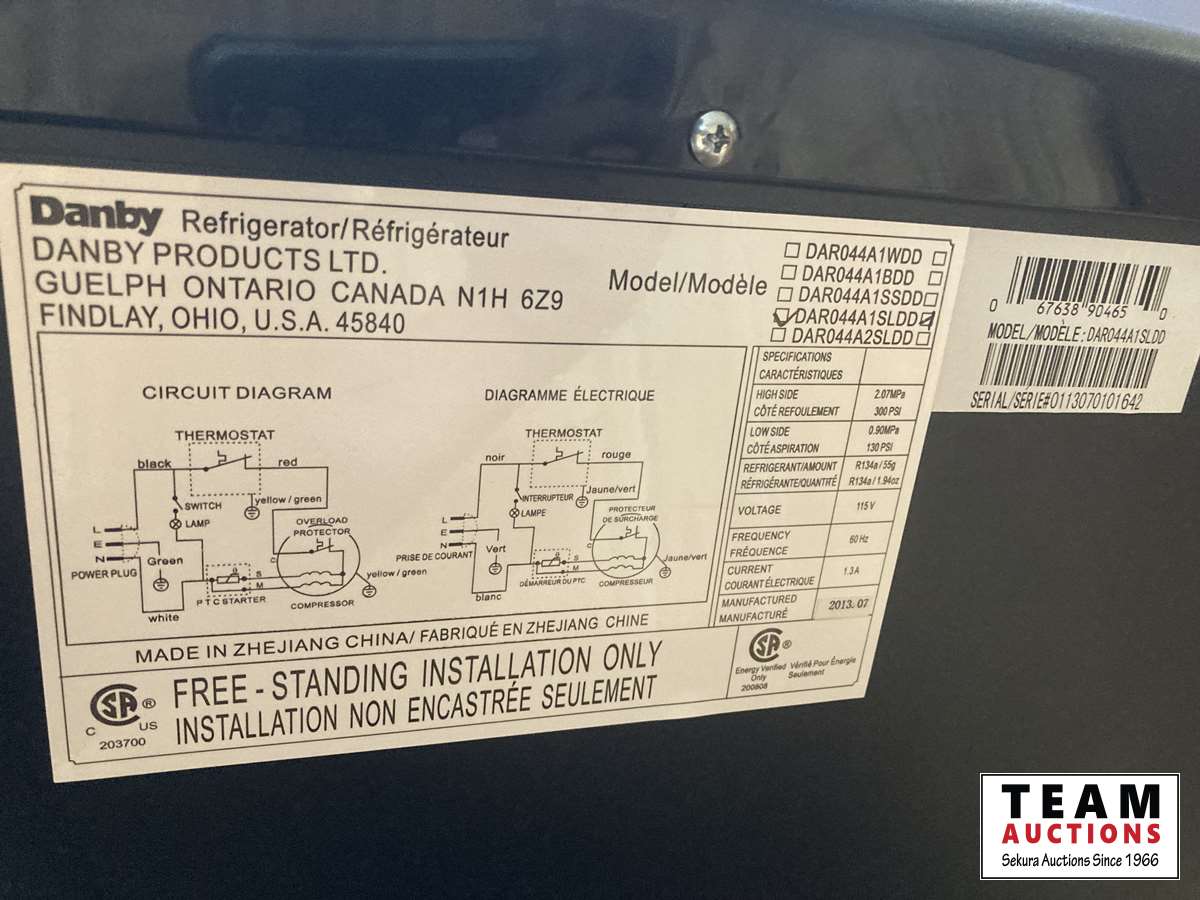 Danby Refrigerator/Réfrigérateur
DANBY PRODUCTS LTD.
GUELPH ONTARIO CANADA N1H 6Z9
FINDLAY, OHIO, U.S.A. 45840
Model/Modèle
DAR044A1WDD
DAR044A1BDD
DAR044A1SSDD
DAR044A1SLDD
DAR044A2SLDD
0 67638 90465 0
MODEL/MODÈLE: DAR044A1SLDD
SERIAL/SÉRIE#0113070101642
CIRCUIT DIAGRAM
THERMOSTAT
black
red
yellow / green
SWITCH
LAMP
OVERLOAD
PROTECTOR
L
E
N
Green
POWER PLUG
C
S
M
yellow / green
PTC STARTER
COMPRESSOR
white
DIAGRAMME ÉLECTRIQUE
THERMOSTAT
noir
rouge
Jaune/vert
INTERRUPTEUR
LAMPE
PROTECTEUR
DE SURCHARGE
L
E
N
Vert
PRISE DE COURANT
C
S
M
Jaune/vert
DÉMARREUR DU PTC
COMPRESSEUR
blanc
SPECIFICATIONS
CARACTÉRISTIQUES
HIGH SIDE 2.07MPa
CÔTÉ REFOULEMENT 300 PSI
LOW SIDE 0.90MPa
CÔTÉ ASPIRATION 130 PSI
REFRIGERANT/AMOUNT R134a / 55g
RÉFRIGÉRANTE/QUANTITÉ R134a / 1.94oz
VOLTAGE 115 V
FREQUENCY 60 Hz
FRÉQUENCE
CURRENT 1.3 A
COURANT ÉLECTRIQUE
MANUFACTURED 2013.07
MANUFACTURÉ
MADE IN ZHEJIANG CHINA/ FABRIQUÉ EN ZHEJIANG CHINE
FREE - STANDING INSTALLATION ONLY
INSTALLATION NON ENCASTRÉE SEULEMENT
C SA ® US
203700
SA ®
Energy Verified Vérifié Pour Énergie
Only Seulement
200808
TEAM
AUCTIONS
Sekura Auctions Since 1966